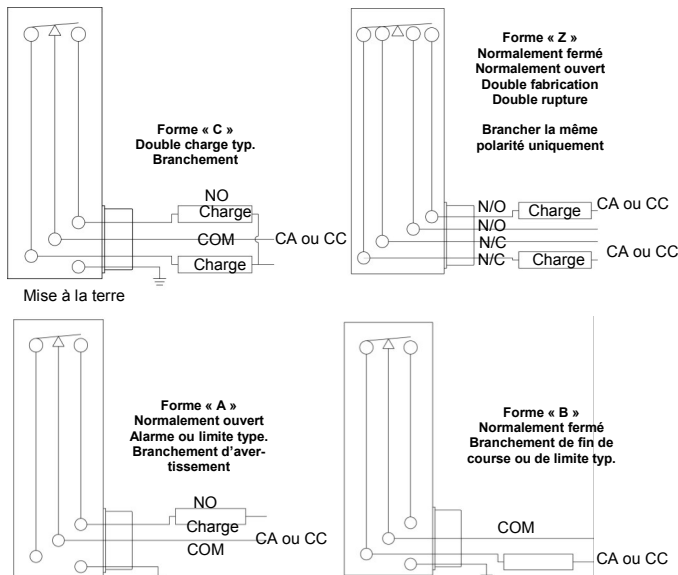 Forme « C »
Double charge typ.
Branchement
NO
Charge
COM
CA ou CC
Charge
Mise à la terre
Forme « Z »
Normalement fermé
Normalement ouvert
Double fabrication
Double rupture
Brancher la même
polarité uniquement
N/O
Charge
CA ou CC
N/O
N/C
N/C
Charge
CA ou CC
Forme « A »
Normalement ouvert
Alarme ou limite type.
Branchement d'aver-
tissement
NO
Charge
COM
CA ou CC
Forme « B »
Normalement fermé
Branchement de fin de
course ou de limite typ.
COM
CA ou CC